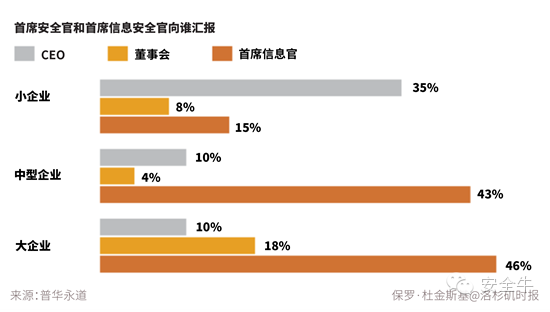 首席安全官和首席信息安全官向谁汇报
CEO 董事会 首席信息官
小企业
35%
8%
15%
中型企业
10%
4%
43%
大企业
10%
18%
46%
来源：普华永道
保罗·杜金斯基@洛杉矶时报
安全牛